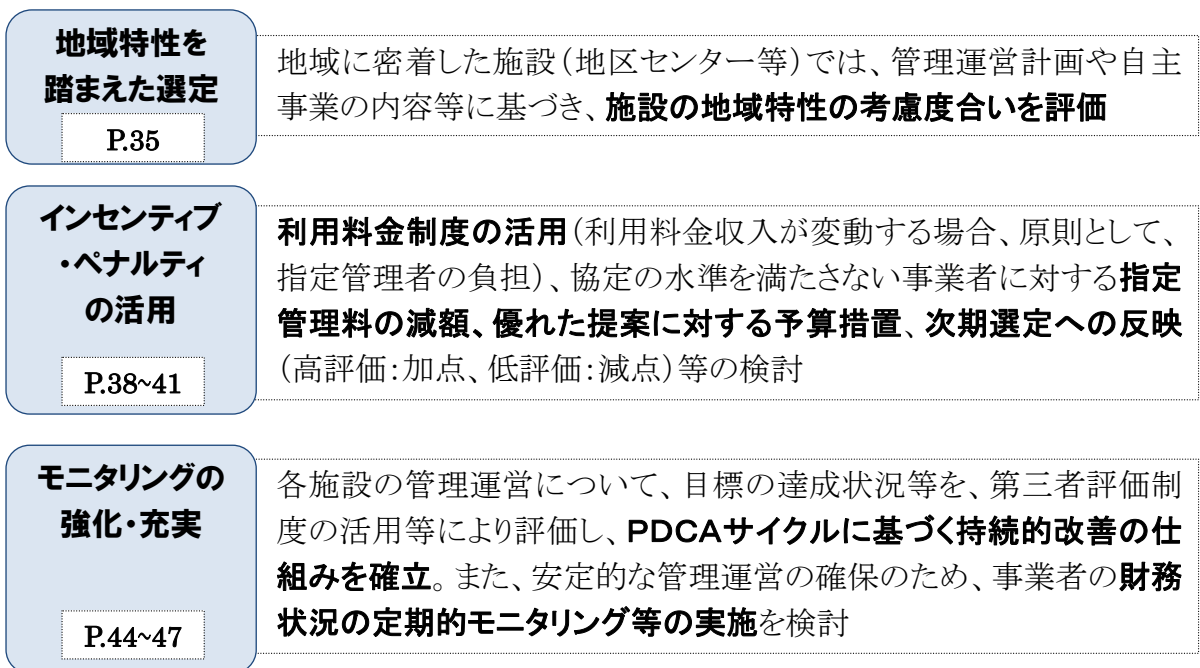 地域特性を
踏まえた選定
P.35
地域に密着した施設(地区センター等)では、管理運営計画や自主
事業の内容等に基づき、施設の地域特性の考慮度合いを評価
インセンティブ
・ペナルティ
の活用
P.38~41
利用料金制度の活用(利用料金収入が変動する場合、原則として、
指定管理者の負担)、協定の水準を満たさない事業者に対する指定
管理料の減額、優れた提案に対する予算措置、次期選定への反映
(高評価:加点、低評価:減点)等の検討
モニタリングの
強化・充実
P.44~47
各施設の管理運営について、目標の達成状況等を、第三者評価制
度の活用等により評価し、PDCAサイクルに基づく持続的改善の仕
組みを確立。また、安定的な管理運営の確保のため、事業者の財務
状況の定期的モニタリング等の実施を検討